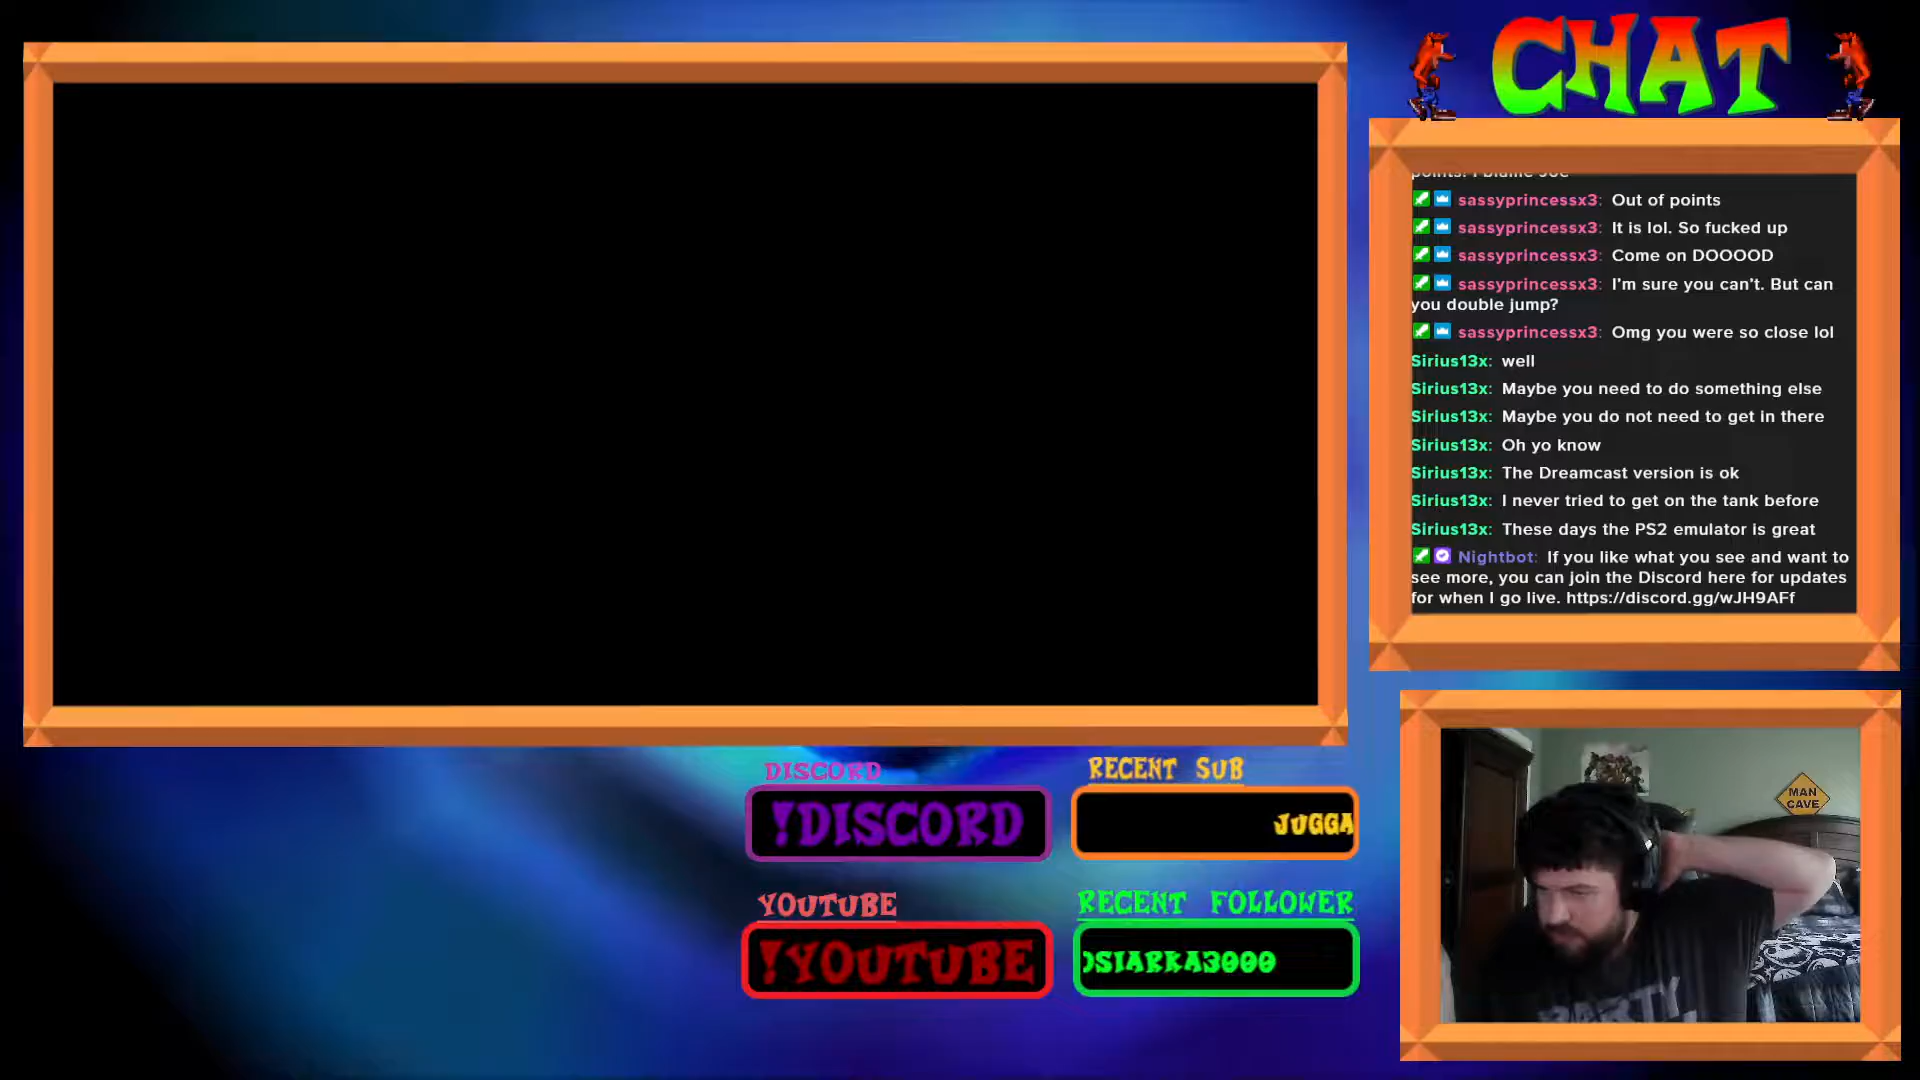 CHAT
points! I blame Joe
sassyprincessx3: Out of points
sassyprincessx3: It is lol. So fucked up
sassyprincessx3: Come on DOOOOD
sassyprincessx3: I'm sure you can't. But can
you double jump?
sassyprincessx3: Omg you were so close lol
Sirius13x: well
Sirius13x: Maybe you need to do something else
Sirius13x: Maybe you do not need to get in there
Sirius13x: Oh yo know
Sirius13x: The Dreamcast version is ok
Sirius13x: I never tried to get on the tank before
Sirius13x: These days the PS2 emulator is great
Nightbot: If you like what you see and want to
see more, you can join the Discord here for updates
for when I go live. https://discord.gg/wJH9AFf
DISCORD
!DISCORD
RECENT SUB
JUGGA
YOUTUBE
!YOUTUBE
RECENT FOLLOWER
OSIARKA3000
MAN
CAVE
PARTY